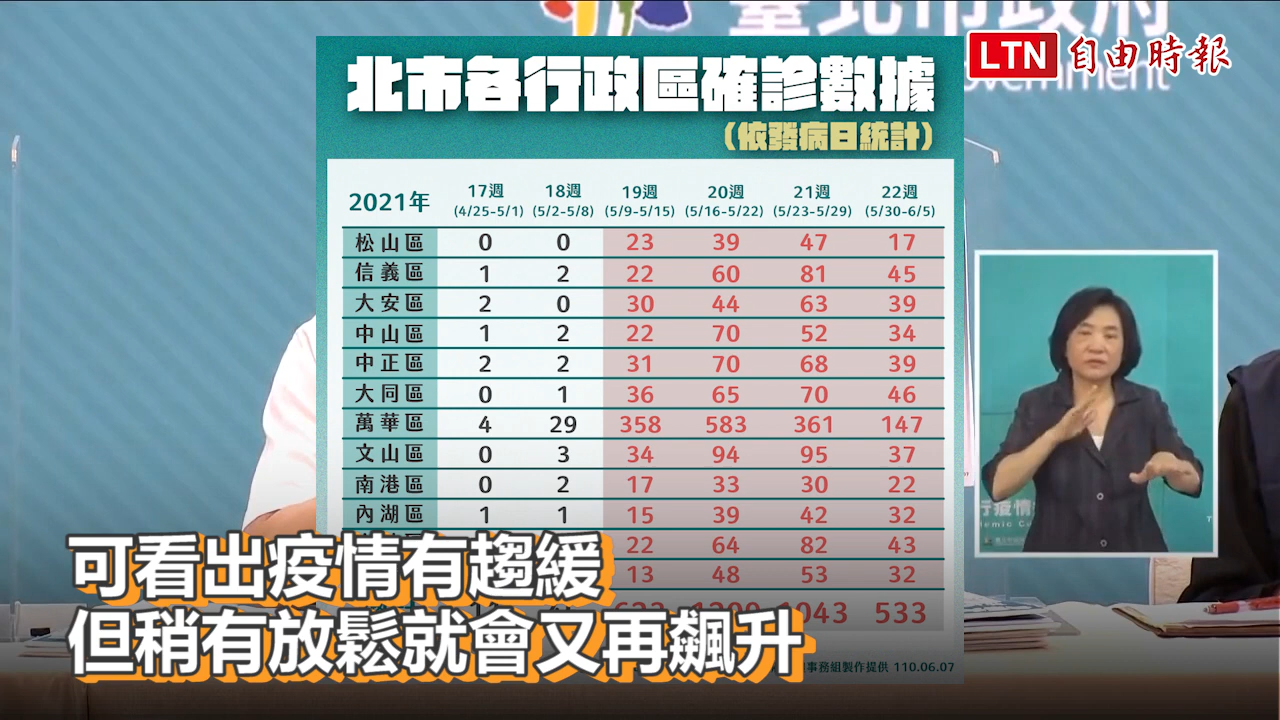 臺北市政府
overnment
LTN 自由時報
北市各行政區確診數據
(依發病日統計)
2021年 17週 (4/25-5/1) 18週 (5/2-5/8) 19週 (5/9-5/15) 20週 (5/16-5/22) 21週 (5/23-5/29) 22週 (5/30-6/5)
松山區 0 0 23 39 47 17
信義區 1 2 22 60 81 45
大安區 2 0 30 44 63 39
中山區 1 2 22 70 52 34
中正區 2 2 31 70 68 39
大同區 0 1 36 65 70 46
萬華區 4 29 358 583 361 147
文山區 0 3 34 94 95 37
南港區 0 2 17 33 30 22
內湖區 1 1 15 39 42 32
22 64 82 43
13 48 53 32
1043 533
事務組製作提供 110.06.07
行疫情
demic C
可看出疫情有趨緩
但稍有放鬆就會又再飆升